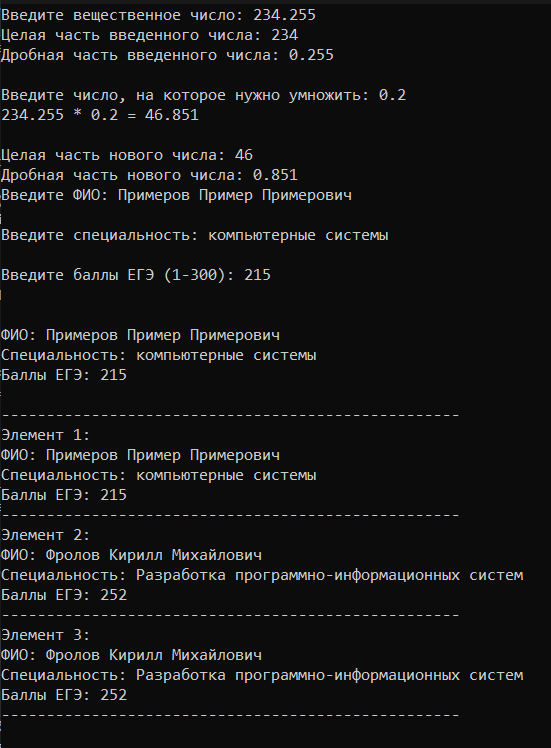 Введите вещественное число: 234.255
Целая часть введенного числа: 234
Дробная часть введенного числа: 0.255
Введите число, на которое нужно умножить: 0.2
234.255 * 0.2 = 46.851
Целая часть нового числа: 46
Дробная часть нового числа: 0.851
Введите ФИО: Примеров Пример Примерович
Введите специальность: компьютерные системы
Введите баллы ЕГЭ (1-300): 215
ФИО: Примеров Пример Примерович
Специальность: компьютерные системы
Баллы ЕГЭ: 215
---------------------------------------------------
Элемент 1:
ФИО: Примеров Пример Примерович
Специальность: компьютерные системы
Баллы ЕГЭ: 215
---------------------------------------------------
Элемент 2:
ФИО: Фролов Кирилл Михайлович
Специальность: Разработка программно-информационных систем
Баллы ЕГЭ: 252
---------------------------------------------------
Элемент 3:
ФИО: Фролов Кирилл Михайлович
Специальность: Разработка программно-информационных систем
Баллы ЕГЭ: 252
---------------------------------------------------